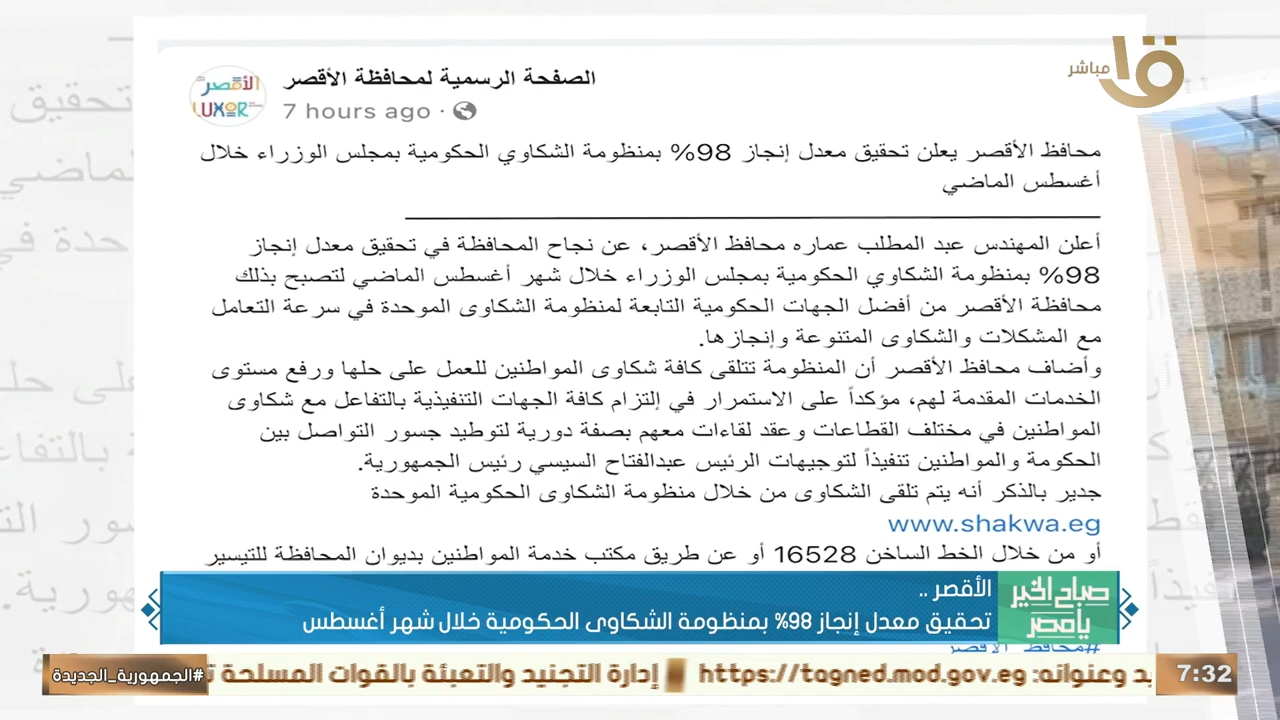 مباشر
الصفحة الرسمية لمحافظة الأقصر
7 hours ago ·
الأقصر
LUXOR
محافظ الأقصر يعلن تحقيق معدل إنجاز 98% بمنظومة الشكاوي الحكومية بمجلس الوزراء خلال
أغسطس الماضي
أعلن المهندس عبد المطلب عماره محافظ الأقصر، عن نجاح المحافظة في تحقيق معدل إنجاز
98% بمنظومة الشكاوي الحكومية بمجلس الوزراء خلال شهر أغسطس الماضي لتصبح بذلك
محافظة الأقصر من أفضل الجهات الحكومية التابعة لمنظومة الشكاوى الموحدة في سرعة التعامل
مع المشكلات والشكاوى المتنوعة وإنجازها.
وأضاف محافظ الأقصر أن المنظومة تتلقى كافة شكاوى المواطنين للعمل على حلها ورفع مستوى
الخدمات المقدمة لهم، مؤكداً على الاستمرار في إلتزام كافة الجهات التنفيذية بالتفاعل مع شكاوى
المواطنين في مختلف القطاعات وعقد لقاءات معهم بصفة دورية لتوطيد جسور التواصل بين
الحكومة والمواطنين تنفيذاً لتوجيهات الرئيس عبدالفتاح السيسي رئيس الجمهورية.
جدير بالذكر أنه يتم تلقى الشكاوى من خلال منظومة الشكاوى الحكومية الموحدة
www.shakwa.eg
أو من خلال الخط الساخن 16528 أو عن طريق مكتب خدمة المواطنين بديوان المحافظة للتيسير
صباح الخير
يا مصر
الأقصر ..
تحقيق معدل إنجاز 98% بمنظومة الشكاوى الحكومية خلال شهر أغسطس
#محافظ_الأقصر
7:32
يد وعنوانه: https://tagned.mod.gov.eg إدارة التجنيد والتعبئة بالقوات المسلحة
#الجمهورية_الجديدة